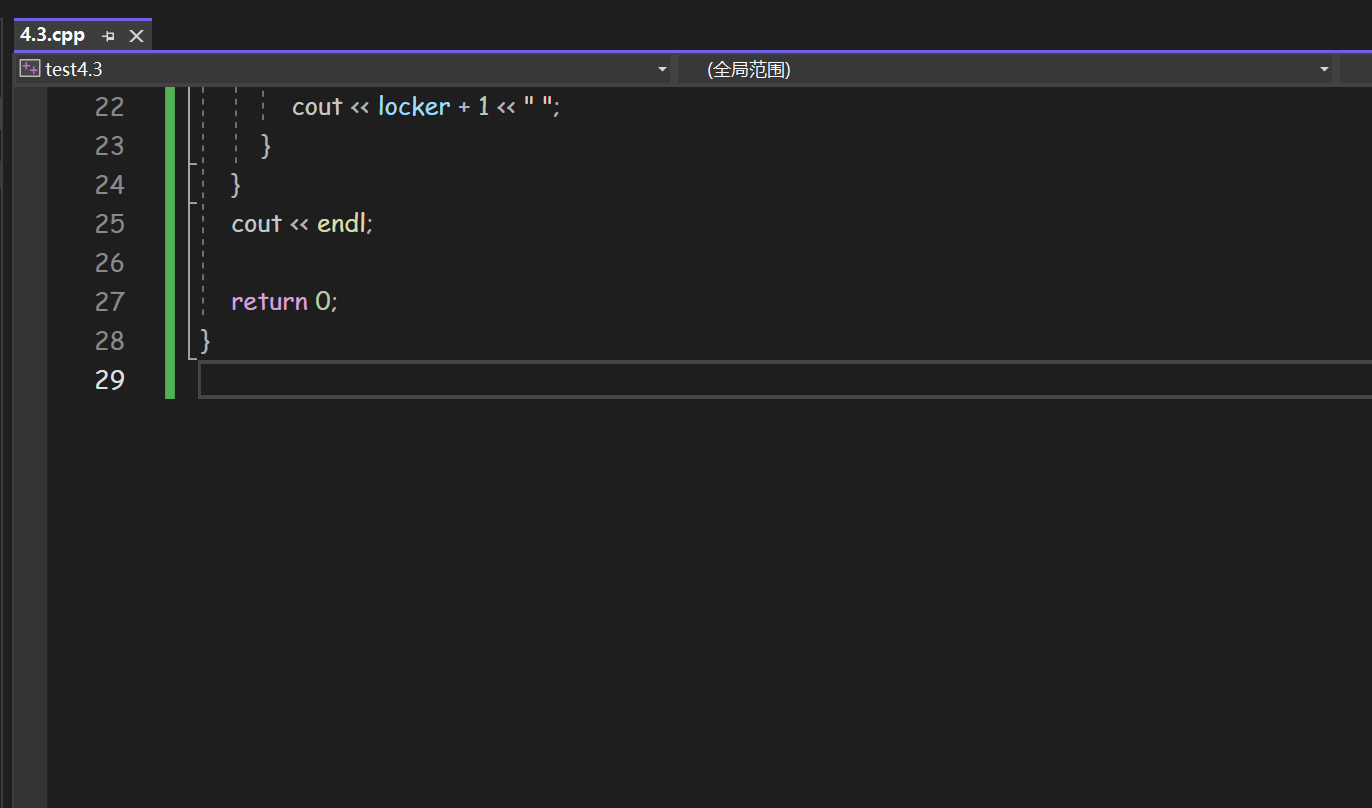 4.3.cpp
test4.3 (全局范围)
22 cout << locker + 1 << " ";
23 }
24 }
25 cout << endl;
26
27 return 0;
28 }
29